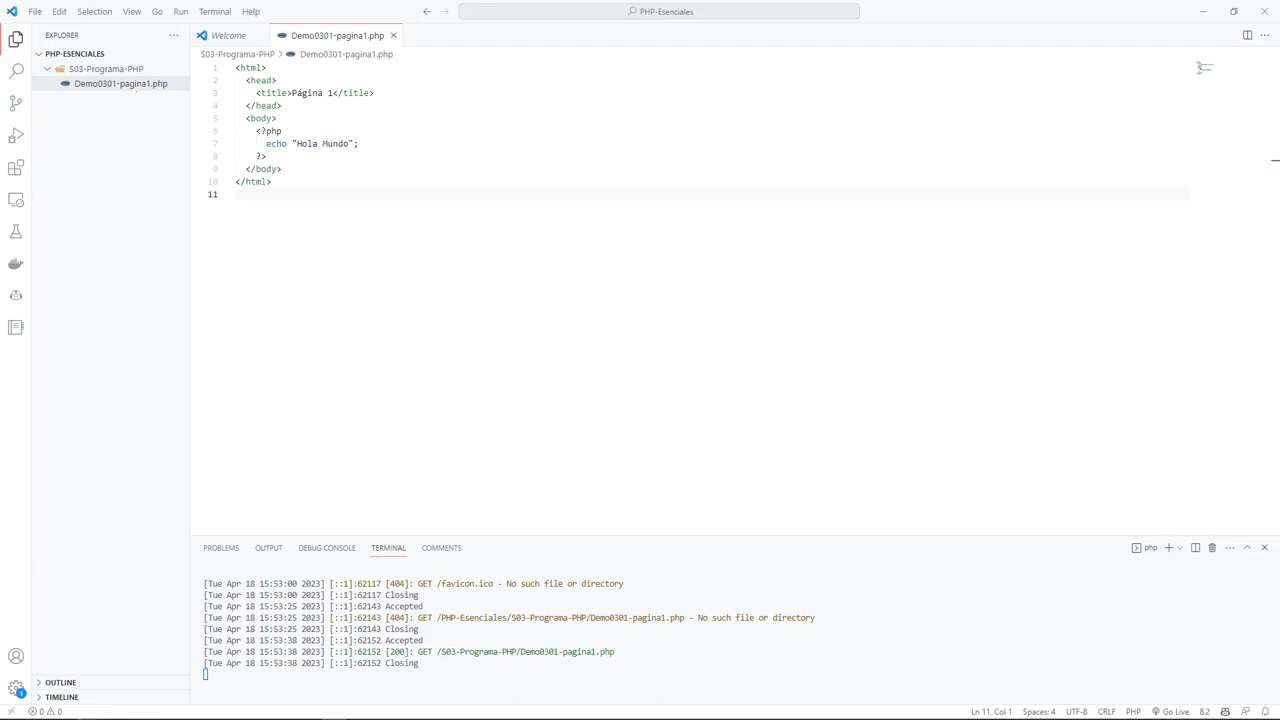 File Edit Selection View Go Run Terminal Help
PHP-Esenciales
EXPLORER
PHP-ESENCIALES
S03-Programa-PHP
Demo0301-pagina1.php
OUTLINE
TIMELINE
Welcome
Demo0301-pagina1.php
S03-Programa-PHP > Demo0301-pagina1.php
1 <html>
2 <head>
3 <title>Página 1</title>
4 </head>
5 <body>
6 <?php
7 echo "Hola Mundo";
8 ?>
9 </body>
10 </html>
11
PROBLEMS OUTPUT DEBUG CONSOLE TERMINAL COMMENTS
php
[Tue Apr 18 15:53:00 2023] [::1]:62117 [404]: GET /favicon.ico - No such file or directory
[Tue Apr 18 15:53:00 2023] [::1]:62117 Closing
[Tue Apr 18 15:53:25 2023] [::1]:62143 Accepted
[Tue Apr 18 15:53:25 2023] [::1]:62143 [404]: GET /PHP-Esenciales/S03-Programa-PHP/Demo0301-pagina1.php - No such file or directory
[Tue Apr 18 15:53:25 2023] [::1]:62143 Closing
[Tue Apr 18 15:53:38 2023] [::1]:62152 Accepted
[Tue Apr 18 15:53:38 2023] [::1]:62152 [200]: GET /S03-Programa-PHP/Demo0301-pagina1.php
[Tue Apr 18 15:53:38 2023] [::1]:62152 Closing
1
0 0
Ln 11, Col 1 Spaces: 4 UTF-8 CRLF PHP Go Live 8.2